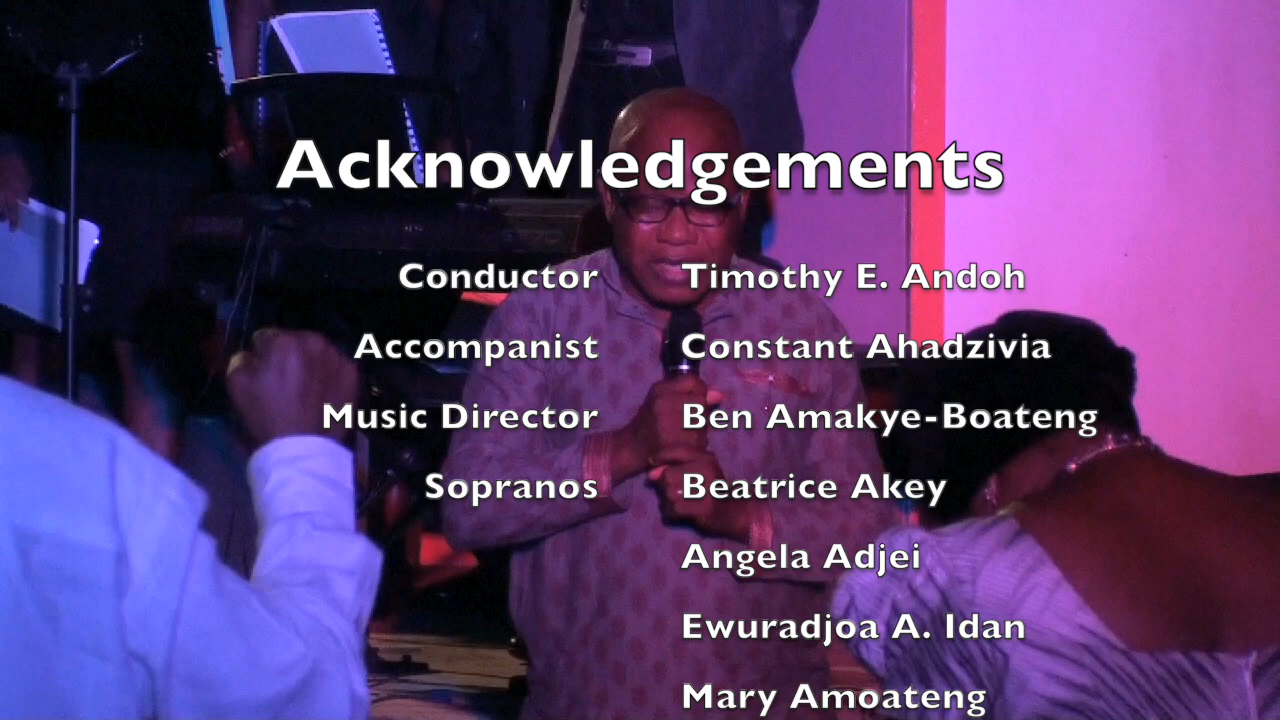 Acknowledgements
Conductor Timothy E. Andoh
Accompanist Constant Ahadzivia
Music Director Ben Amakye-Boateng
Sopranos Beatrice Akey
Angela Adjei
Ewuradjoa A. Idan
Mary Amoateng